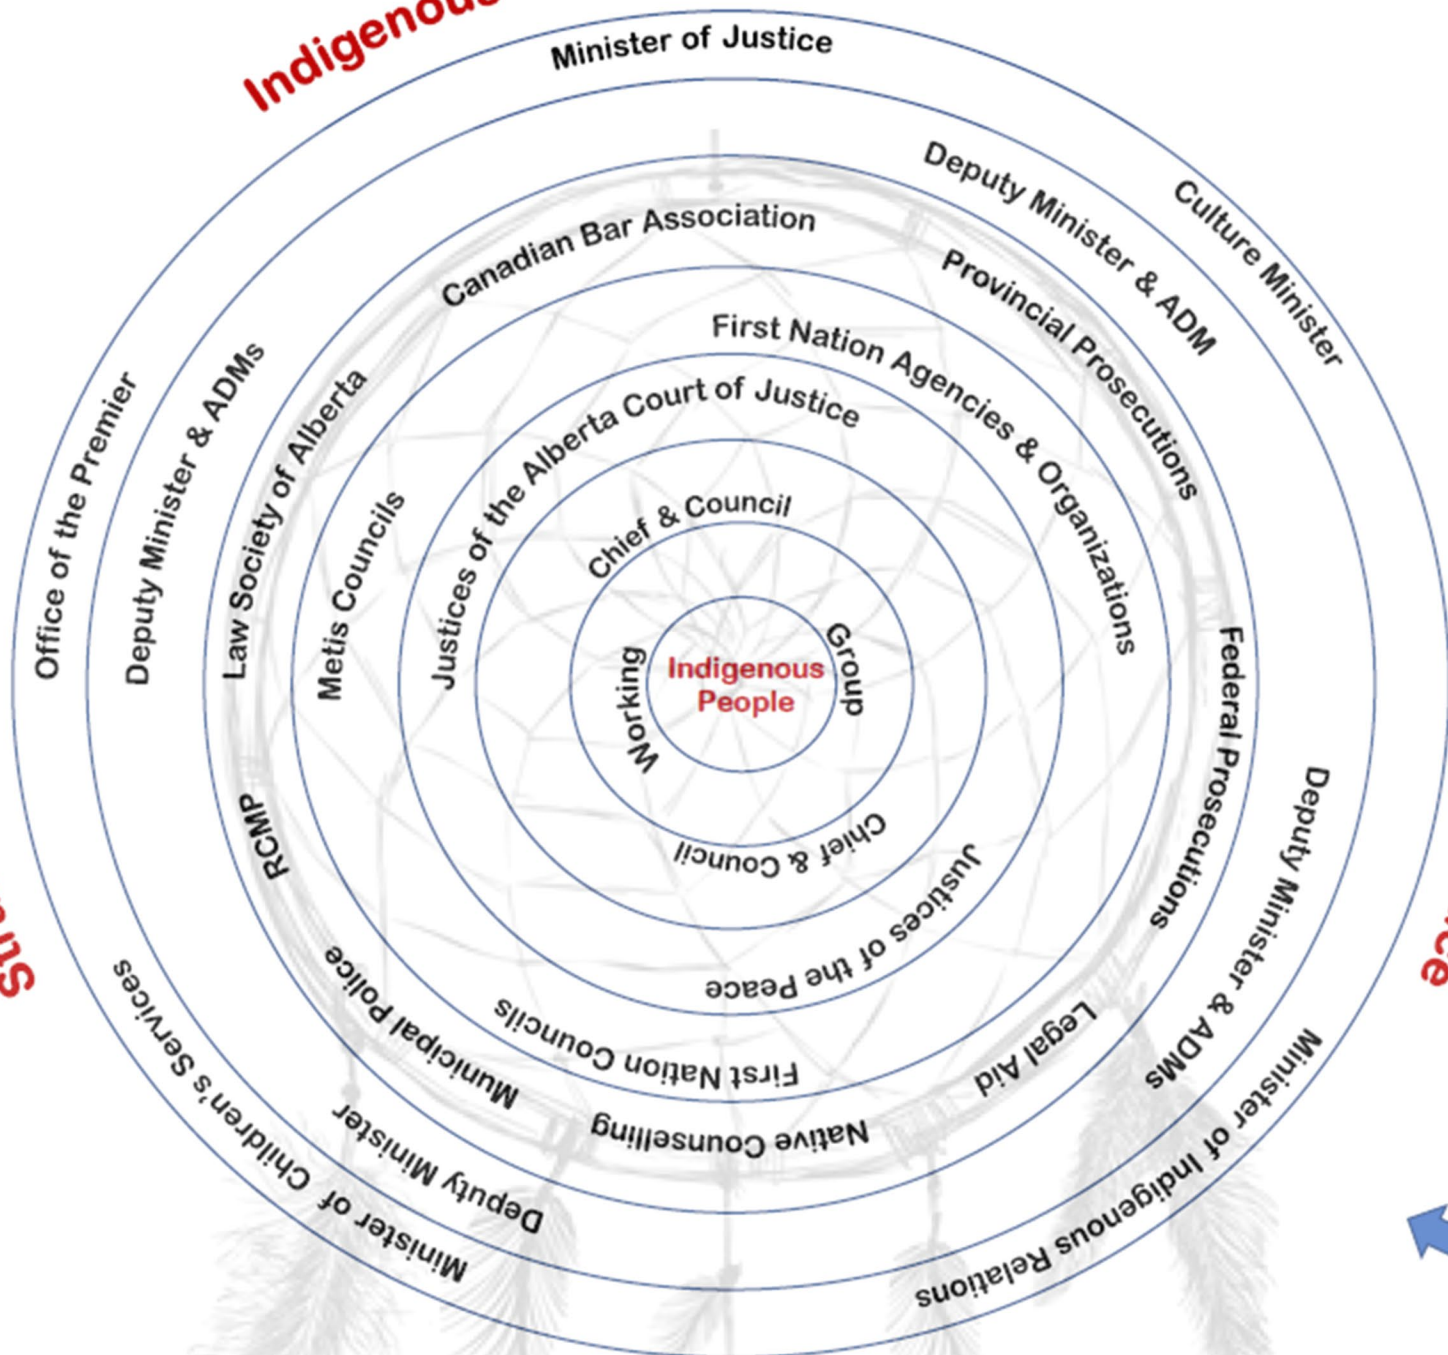 Indigenous
Minister of Justice
Culture Minister
Minister of Indigenous Relations
Minister of Children's Services
Office of the Premier
Deputy Minister & ADM
Deputy Minister & ADMs
Deputy Minister
Deputy Minister & ADMs
Canadian Bar Association
Provincial Prosecutions
Federal Prosecutions
Legal Aid
Native Counselling
Municipal Police
RCMP
Law Society of Alberta
First Nation Agencies & Organizations
First Nation Councils
Metis Councils
Justices of the Alberta Court of Justice
Justices of the Peace
Chief & Council
Chief & Council
Working Group
Indigenous
People